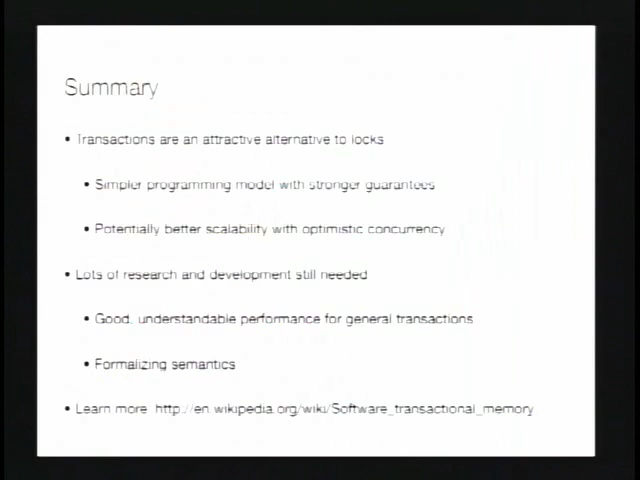 Summary
• Transactions are an attractive alternative to locks
• Simpler programming model with stronger guarantees
• Potentially better scalability with optimistic concurrency
• Lots of research and development still needed
• Good, understandable performance for general transactions
• Formalizing semantics
• Learn more: http://en.wikipedia.org/wiki/Software_transactional_memory